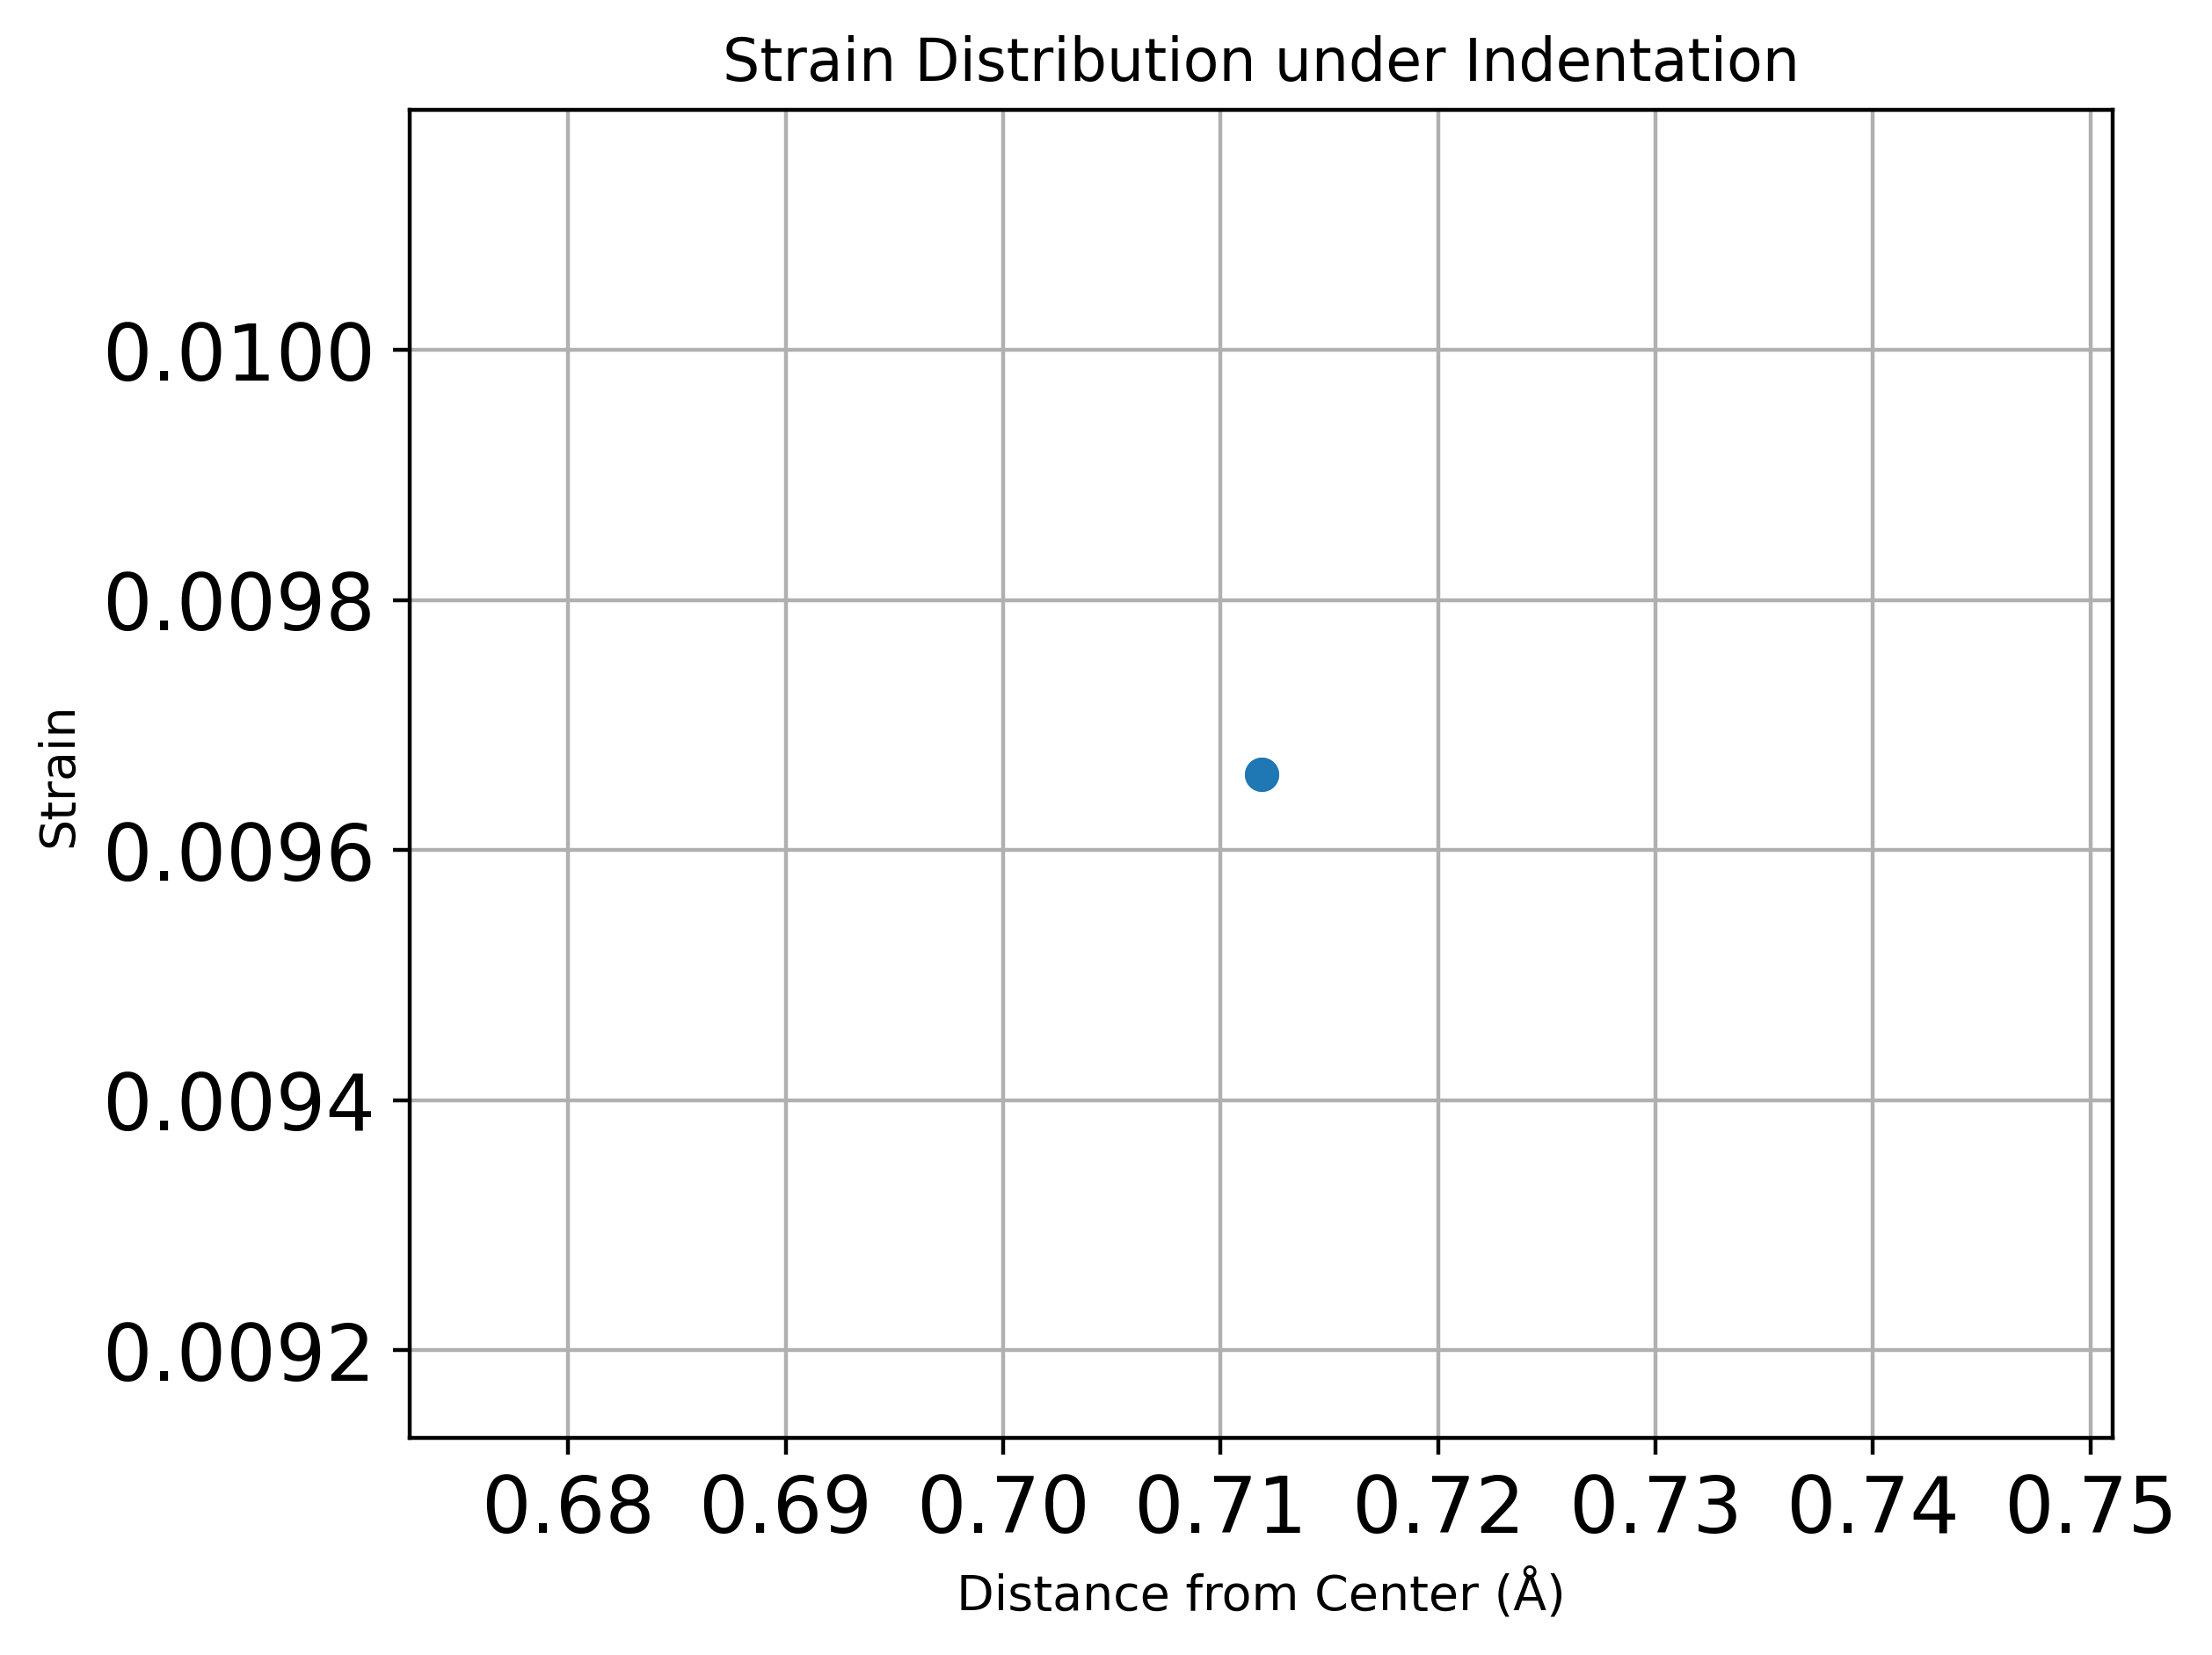 Strain Distribution under Indentation
Strain
0.0100
0.0098
0.0096
0.0094
0.0092
0.68 0.69 0.70 0.71 0.72 0.73 0.74 0.75
Distance from Center (Å)